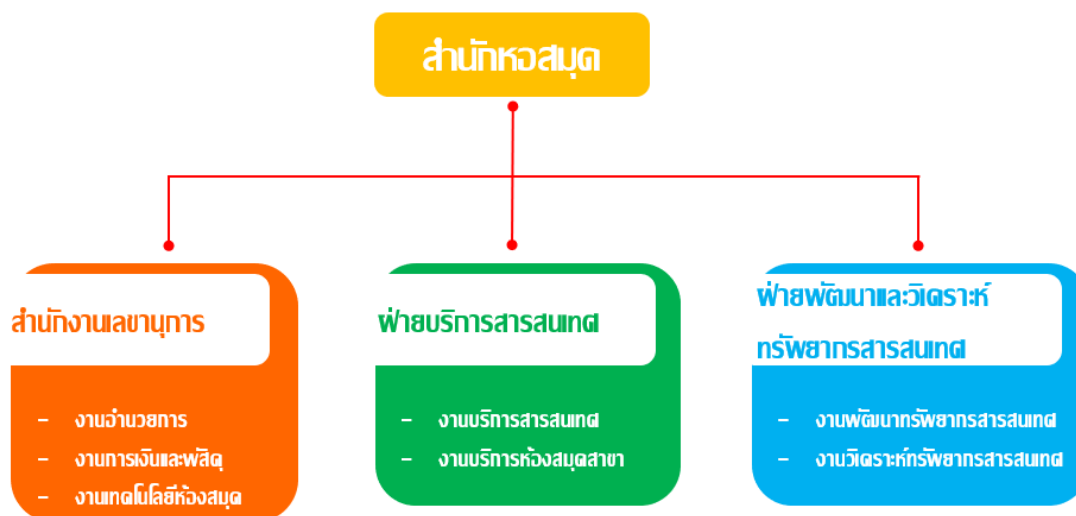 สำนักหอสมุด
สำนักงานเลขานุการ
- งานอำนวยการ
- งานการเงินและพัสดุ
- งานเทคโนโลยีห้องสมุด
ฝ่ายบริการสารสนเทศ
- งานบริการสารสนเทศ
- งานบริการห้องสมุดสาขา
ฝ่ายพัฒนาและวิเคราะห์
ทรัพยากรสารสนเทศ
- งานพัฒนาทรัพยากรสารสนเทศ
- งานวิเคราะห์ทรัพยากรสารสนเทศ